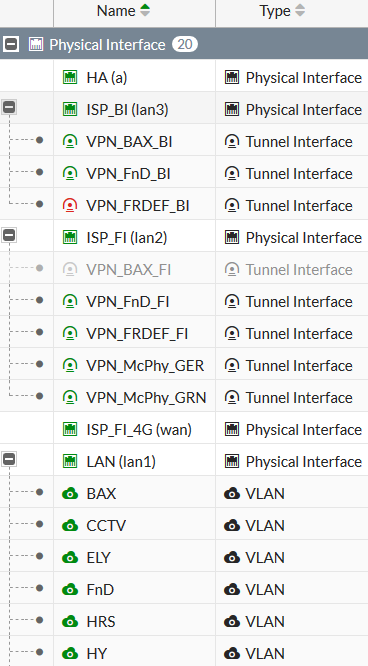 Name Type
Physical Interface 20
HA (a) Physical Interface
ISP_BI (lan3) Physical Interface
VPN_BAX_BI Tunnel Interface
VPN_FnD_BI Tunnel Interface
VPN_FRDEF_BI Tunnel Interface
ISP_FI (lan2) Physical Interface
VPN_BAX_FI Tunnel Interface
VPN_FnD_FI Tunnel Interface
VPN_FRDEF_FI Tunnel Interface
VPN_McPhy_GER Tunnel Interface
VPN_McPhy_GRN Tunnel Interface
ISP_FI_4G (wan) Physical Interface
LAN (lan1) Physical Interface
BAX VLAN
CCTV VLAN
ELY VLAN
FnD VLAN
HRS VLAN
HY VLAN